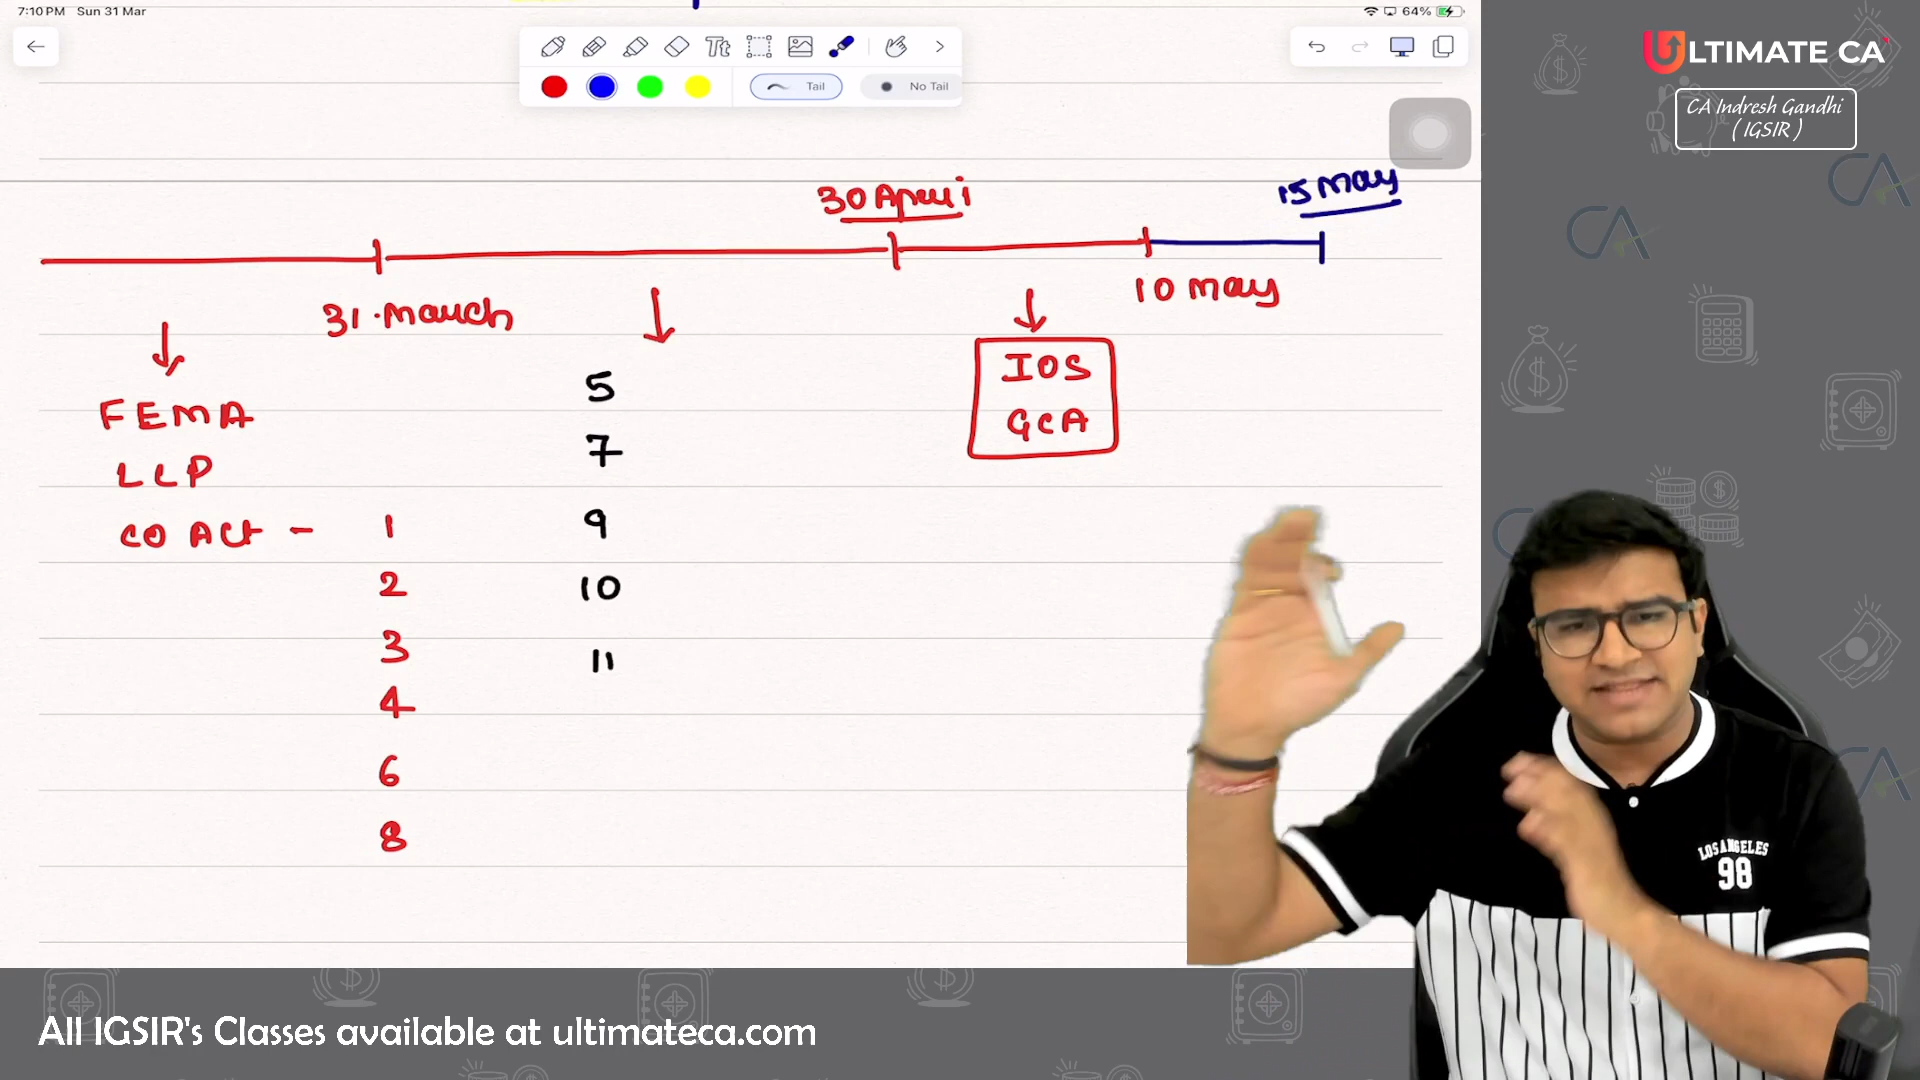 7:10 PM Sun 31 Mar
64%
Tt
Tail
No Tail
ULTIMATE CA
CA Indresh Gandhi
( IGSIR )
30 April
15 May
31 March
10 may
FEMA
LLP
CO Act - 1
2
3
4
6
8
5
7
9
10
11
IOS
GCA
LOS ANGELES
98
All IGSIR's Classes available at ultimateca.com